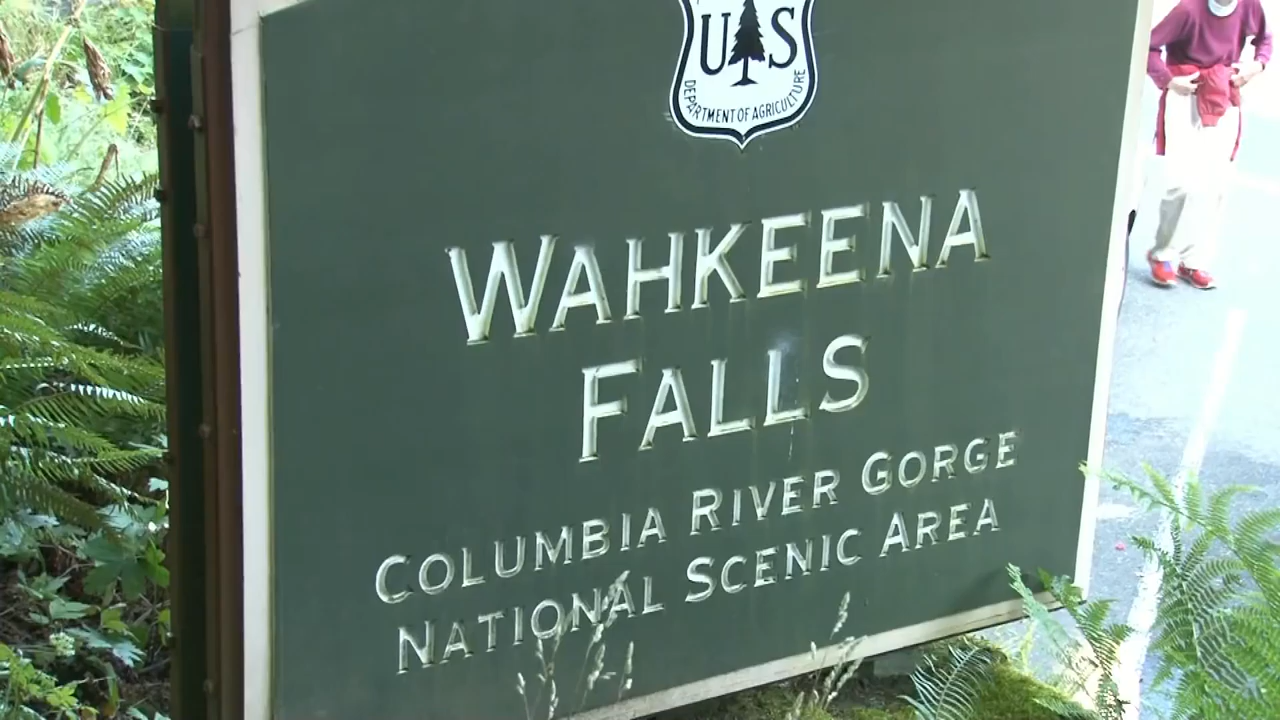 US
DEPARTMENT OF AGRICULTURE
WAHKEENA
FALLS
COLUMBIA RIVER GORGE
NATIONAL SCENIC AREA